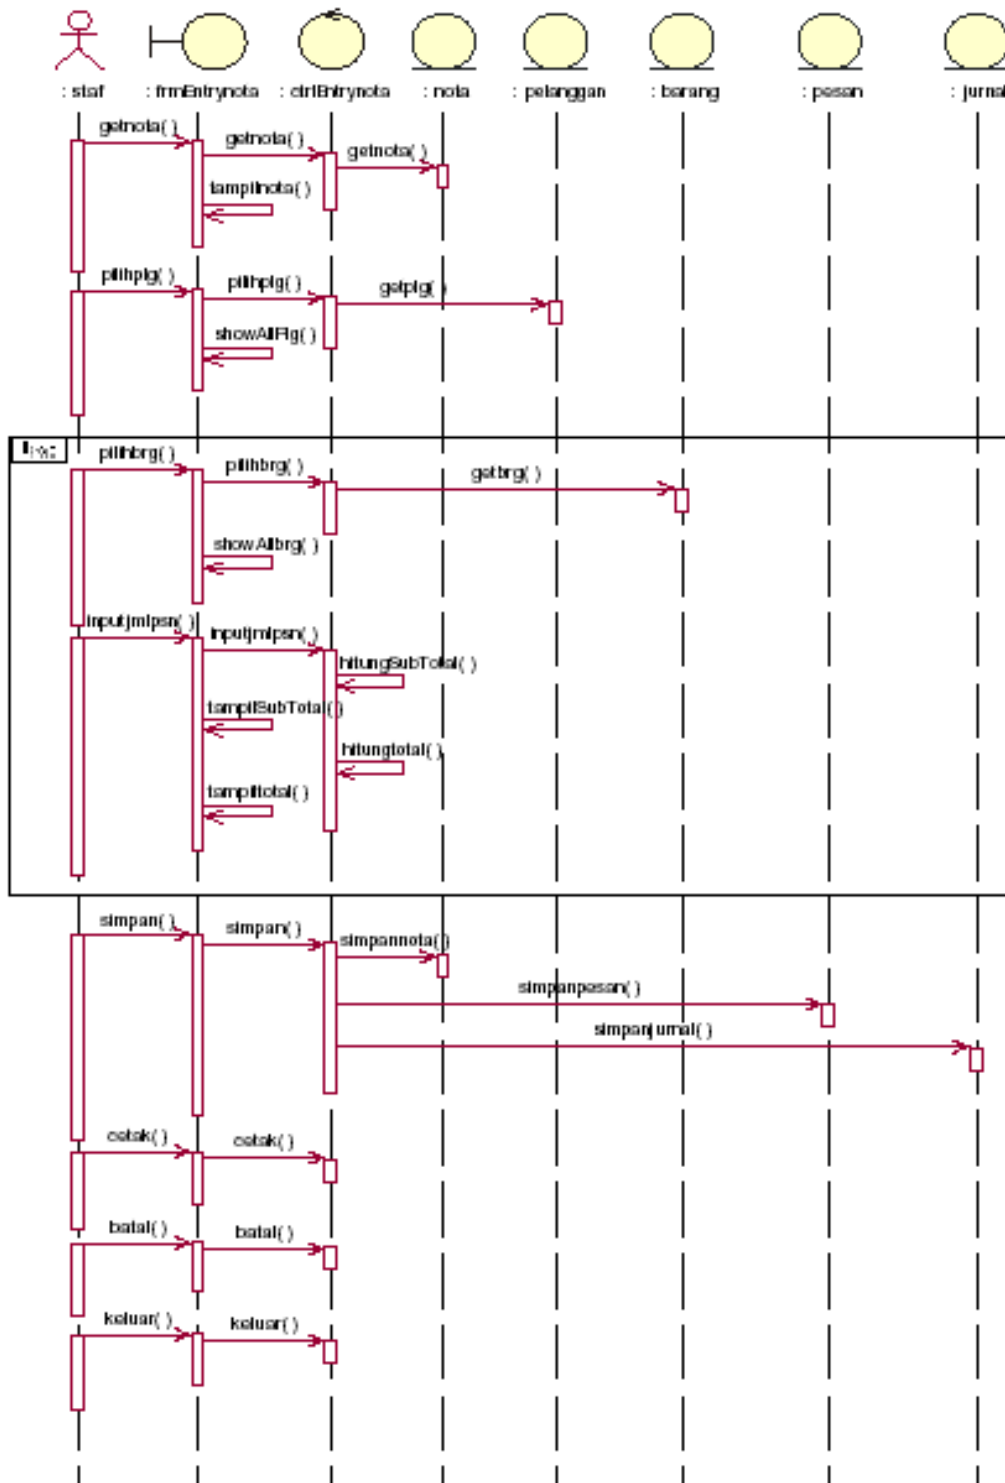 : staf : frmEntrynota : ctrlEntrynota : nota : pelanggan : barang : pesan : jurnal
getnota( )
getnota( )
getnota( )
tampilnota( )
pilihplg( )
pilihplg( )
getplg( )
showAllPlg( )
pilihbrg( )
pilihbrg( )
getbrg( )
showAllbrg( )
inputjmlpsn( )
inputjmlpsn( )
hitungSubTotal( )
tampilSubTotal( )
hitungtotal( )
tampiltotal( )
simpan( )
simpan( )
simpannota( )
simpanpesan( )
simpanjurnal( )
cetak( )
cetak( )
batal( )
batal( )
keluar( )
keluar( )